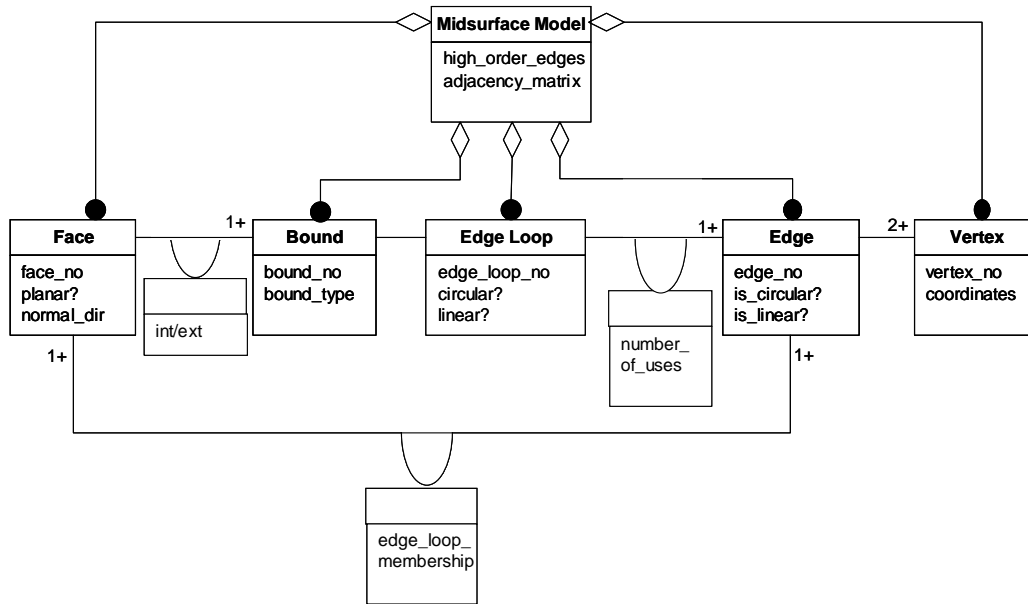 Midsurface Model
high_order_edges
adjacency_matrix
1+
1+
2+
Face
Bound
Edge Loop
Edge
Vertex
face_no
planar?
normal_dir
bound_no
bound_type
edge_loop_no
circular?
linear?
edge_no
is_circular?
is_linear?
vertex_no
coordinates
int/ext
number_
of_uses
1+
1+
edge_loop_
membership